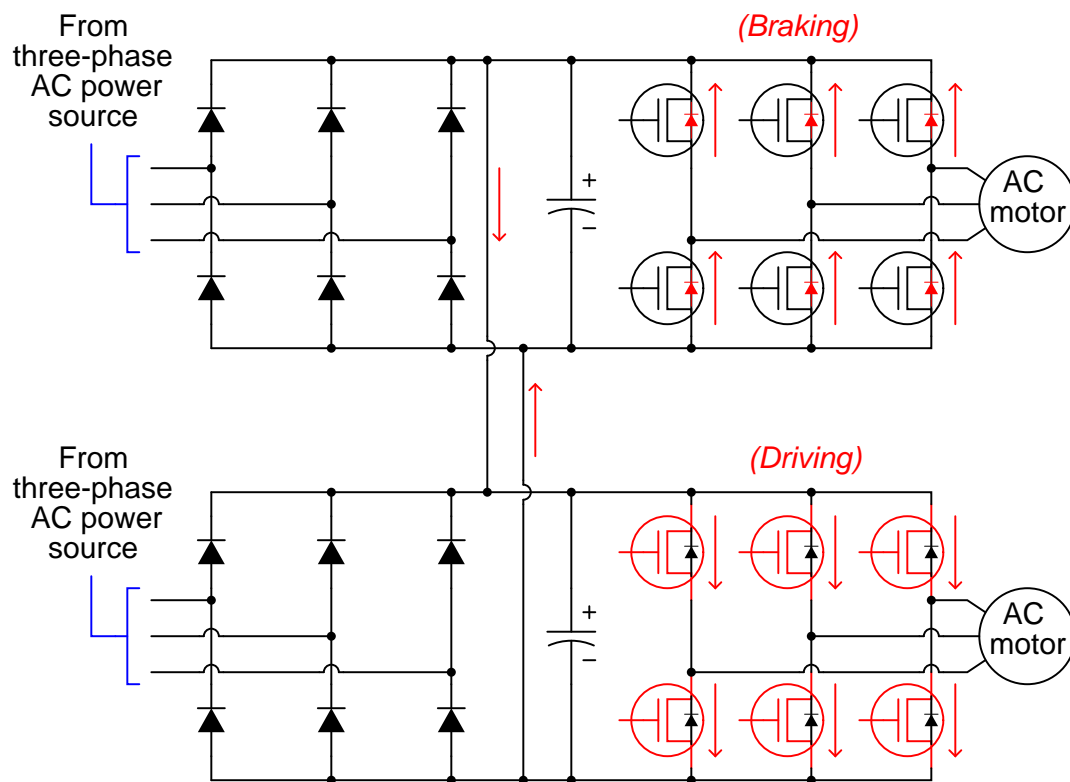 From
three-phase
AC power
source
(Braking)
+
−
AC
motor
From
three-phase
AC power
source
(Driving)
+
−
AC
motor